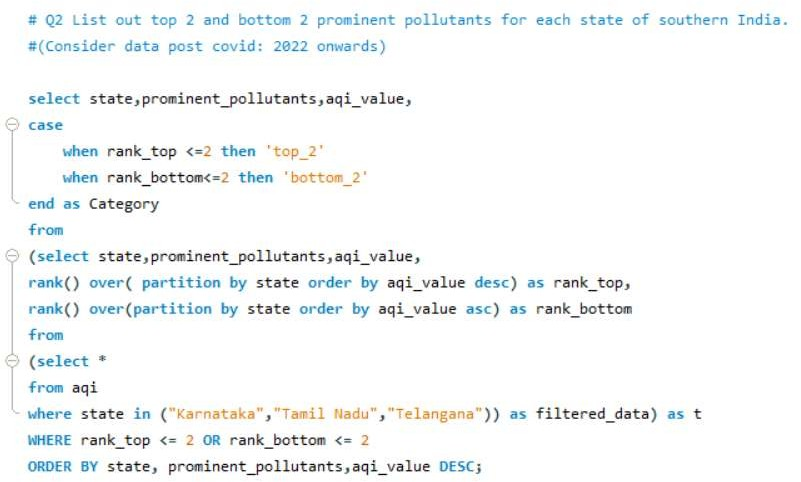 # Q2 List out top 2 and bottom 2 prominent pollutants for each state of southern India.
#(Consider data post covid: 2022 onwards)
select state,prominent_pollutants,aqi_value,
case
when rank_top <=2 then 'top_2'
when rank_bottom<=2 then 'bottom_2'
end as Category
from
(select state,prominent_pollutants,aqi_value,
rank() over( partition by state order by aqi_value desc) as rank_top,
rank() over(partition by state order by aqi_value asc) as rank_bottom
from
(select *
from aqi
where state in ("Karnataka","Tamil Nadu","Telangana")) as filtered_data) as t
WHERE rank_top <= 2 OR rank_bottom <= 2
ORDER BY state, prominent_pollutants,aqi_value DESC;